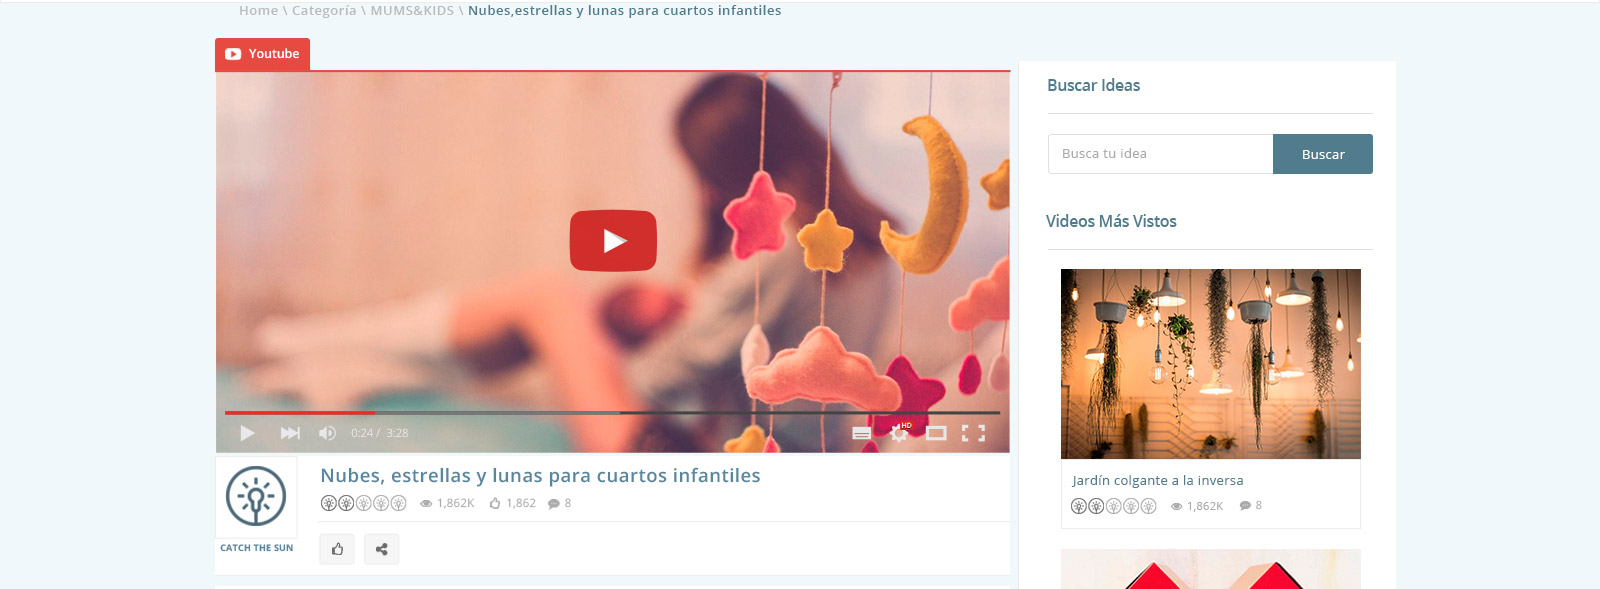 Home \ Categoría \ MUMS&KIDS \ Nubes,estrellas y lunas para cuartos infantiles
Youtube
0:24 / 3:28
HD
Nubes, estrellas y lunas para cuartos infantiles
1,862K 1,862 8
CATCH THE SUN
Buscar Ideas
Busca tu idea Buscar
Videos Más Vistos
Jardín colgante a la inversa
1,862K 8